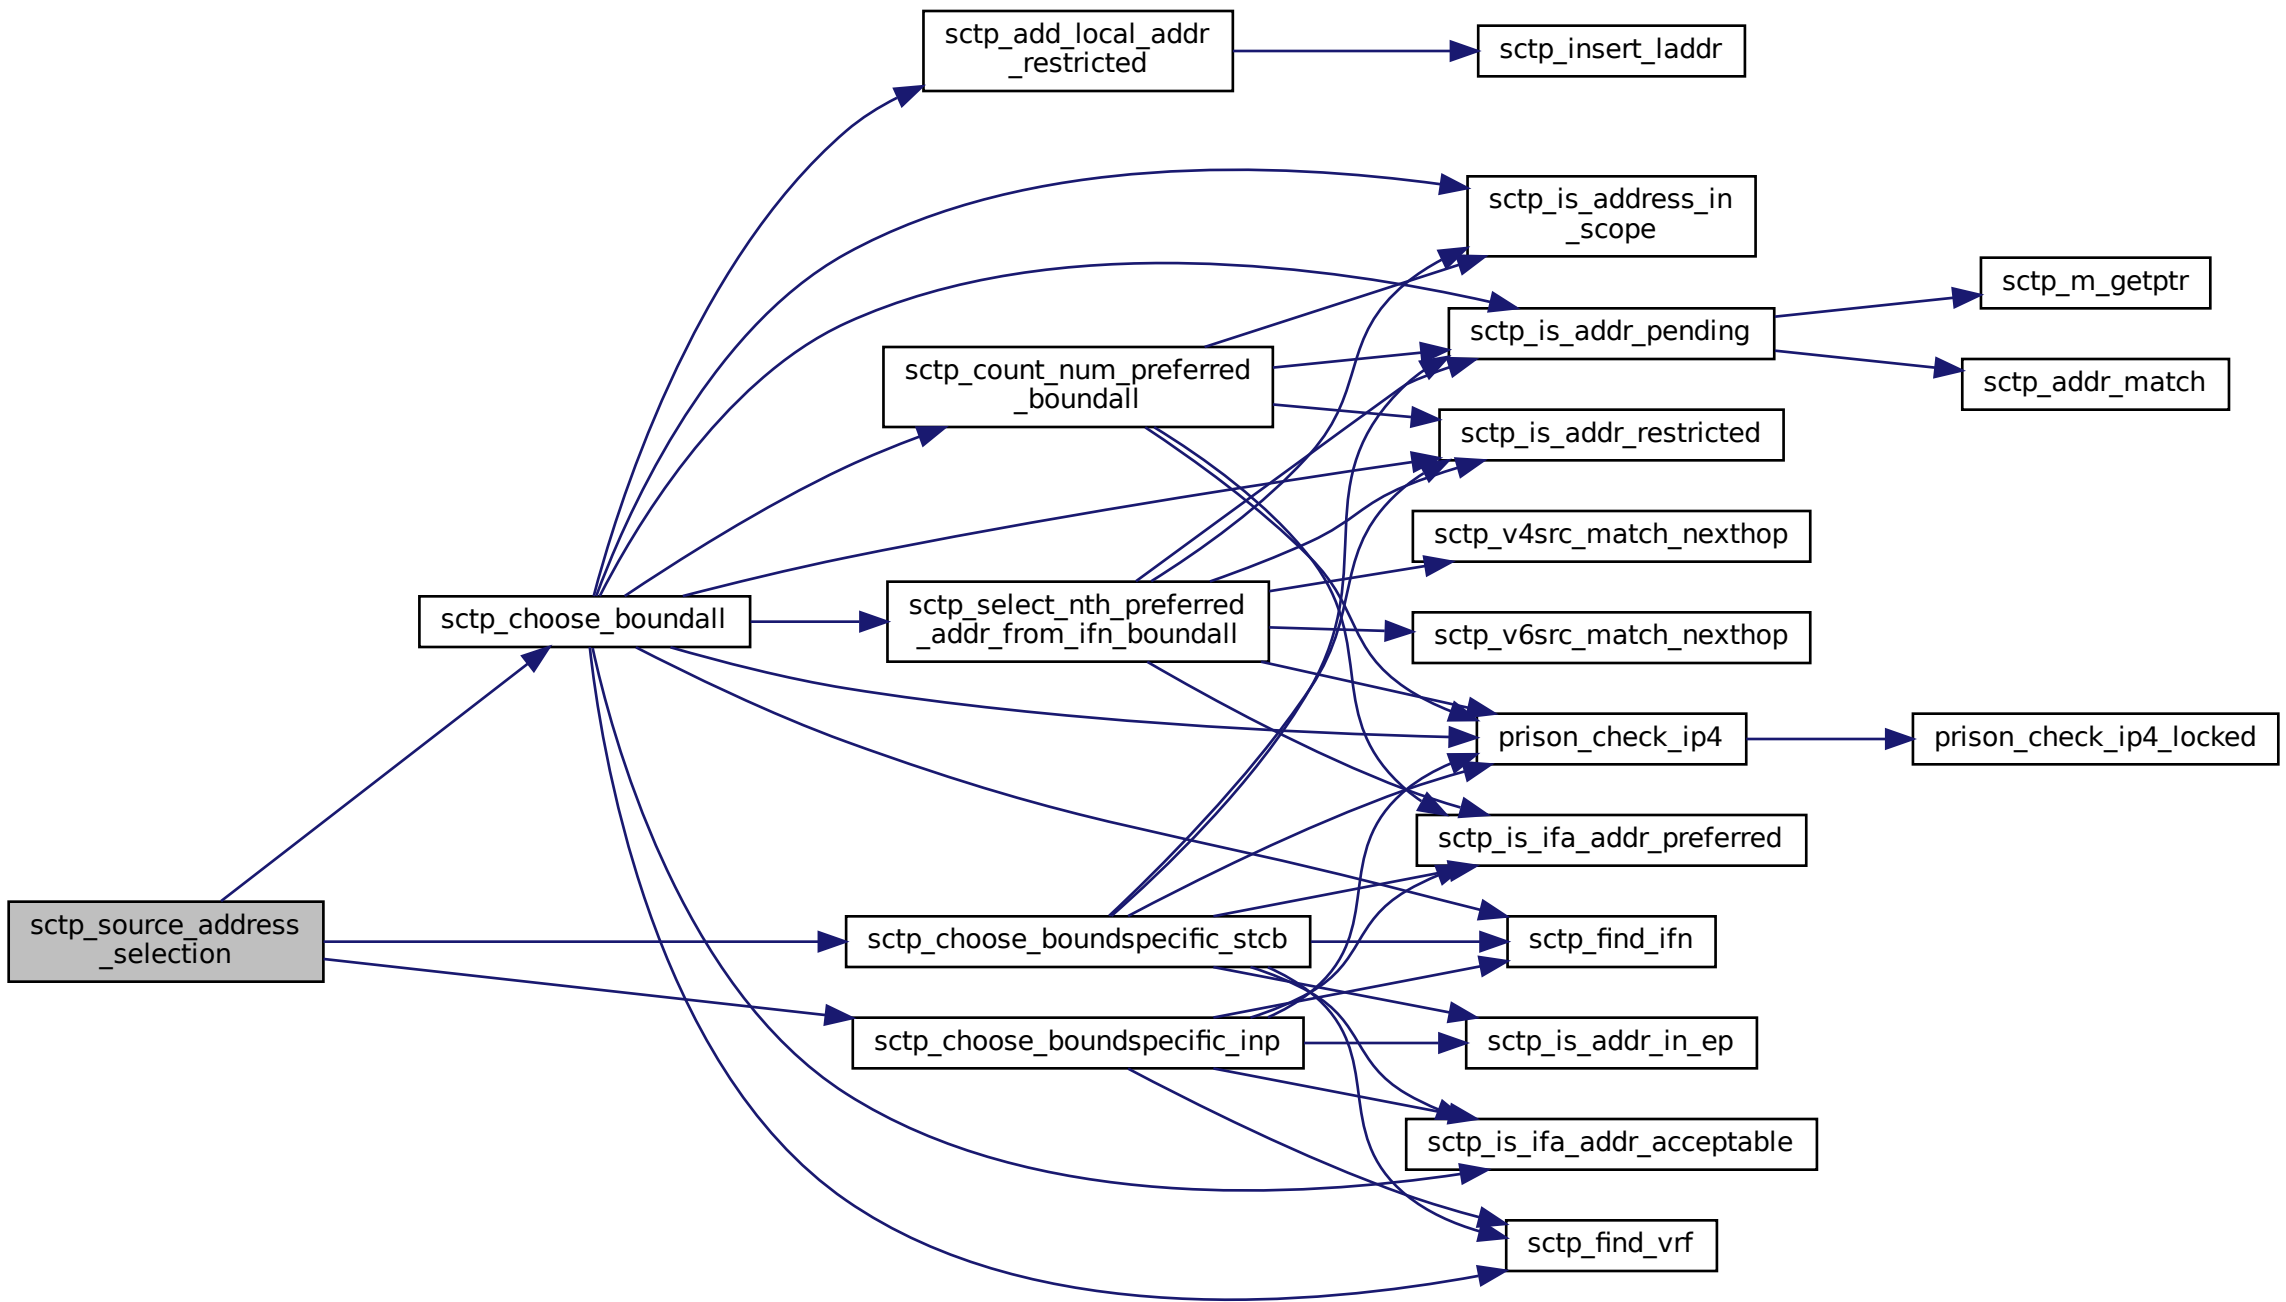 sctp_add_local_addr
_restricted
sctp_insert_laddr
sctp_is_address_in
_scope
sctp_m_getptr
sctp_is_addr_pending
sctp_count_num_preferred
_boundall
sctp_addr_match
sctp_is_addr_restricted
sctp_v4src_match_nexthop
sctp_choose_boundall
sctp_select_nth_preferred
_addr_from_ifn_boundall
sctp_v6src_match_nexthop
prison_check_ip4
prison_check_ip4_locked
sctp_is_ifa_addr_preferred
sctp_source_address
_selection
sctp_choose_boundspecific_stcb
sctp_find_ifn
sctp_choose_boundspecific_inp
sctp_is_addr_in_ep
sctp_is_ifa_addr_acceptable
sctp_find_vrf